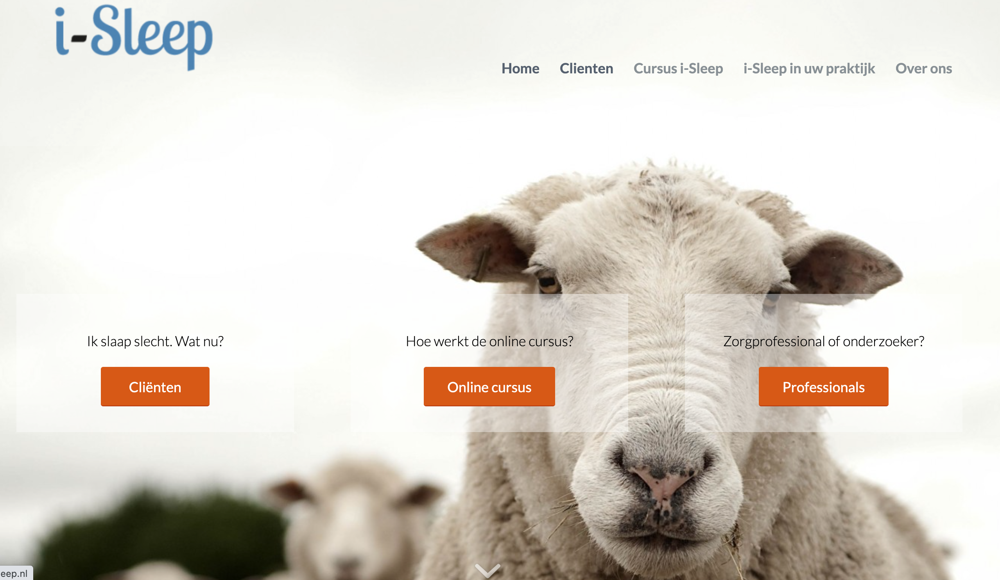 i-Sleep
Home Clienten Cursus i-Sleep i-Sleep in uw praktijk Over ons
Ik slaap slecht. Wat nu?
Hoe werkt de online cursus?
Zorgprofessional of onderzoeker?
Cliënten
Online cursus
Professionals
eep.nl